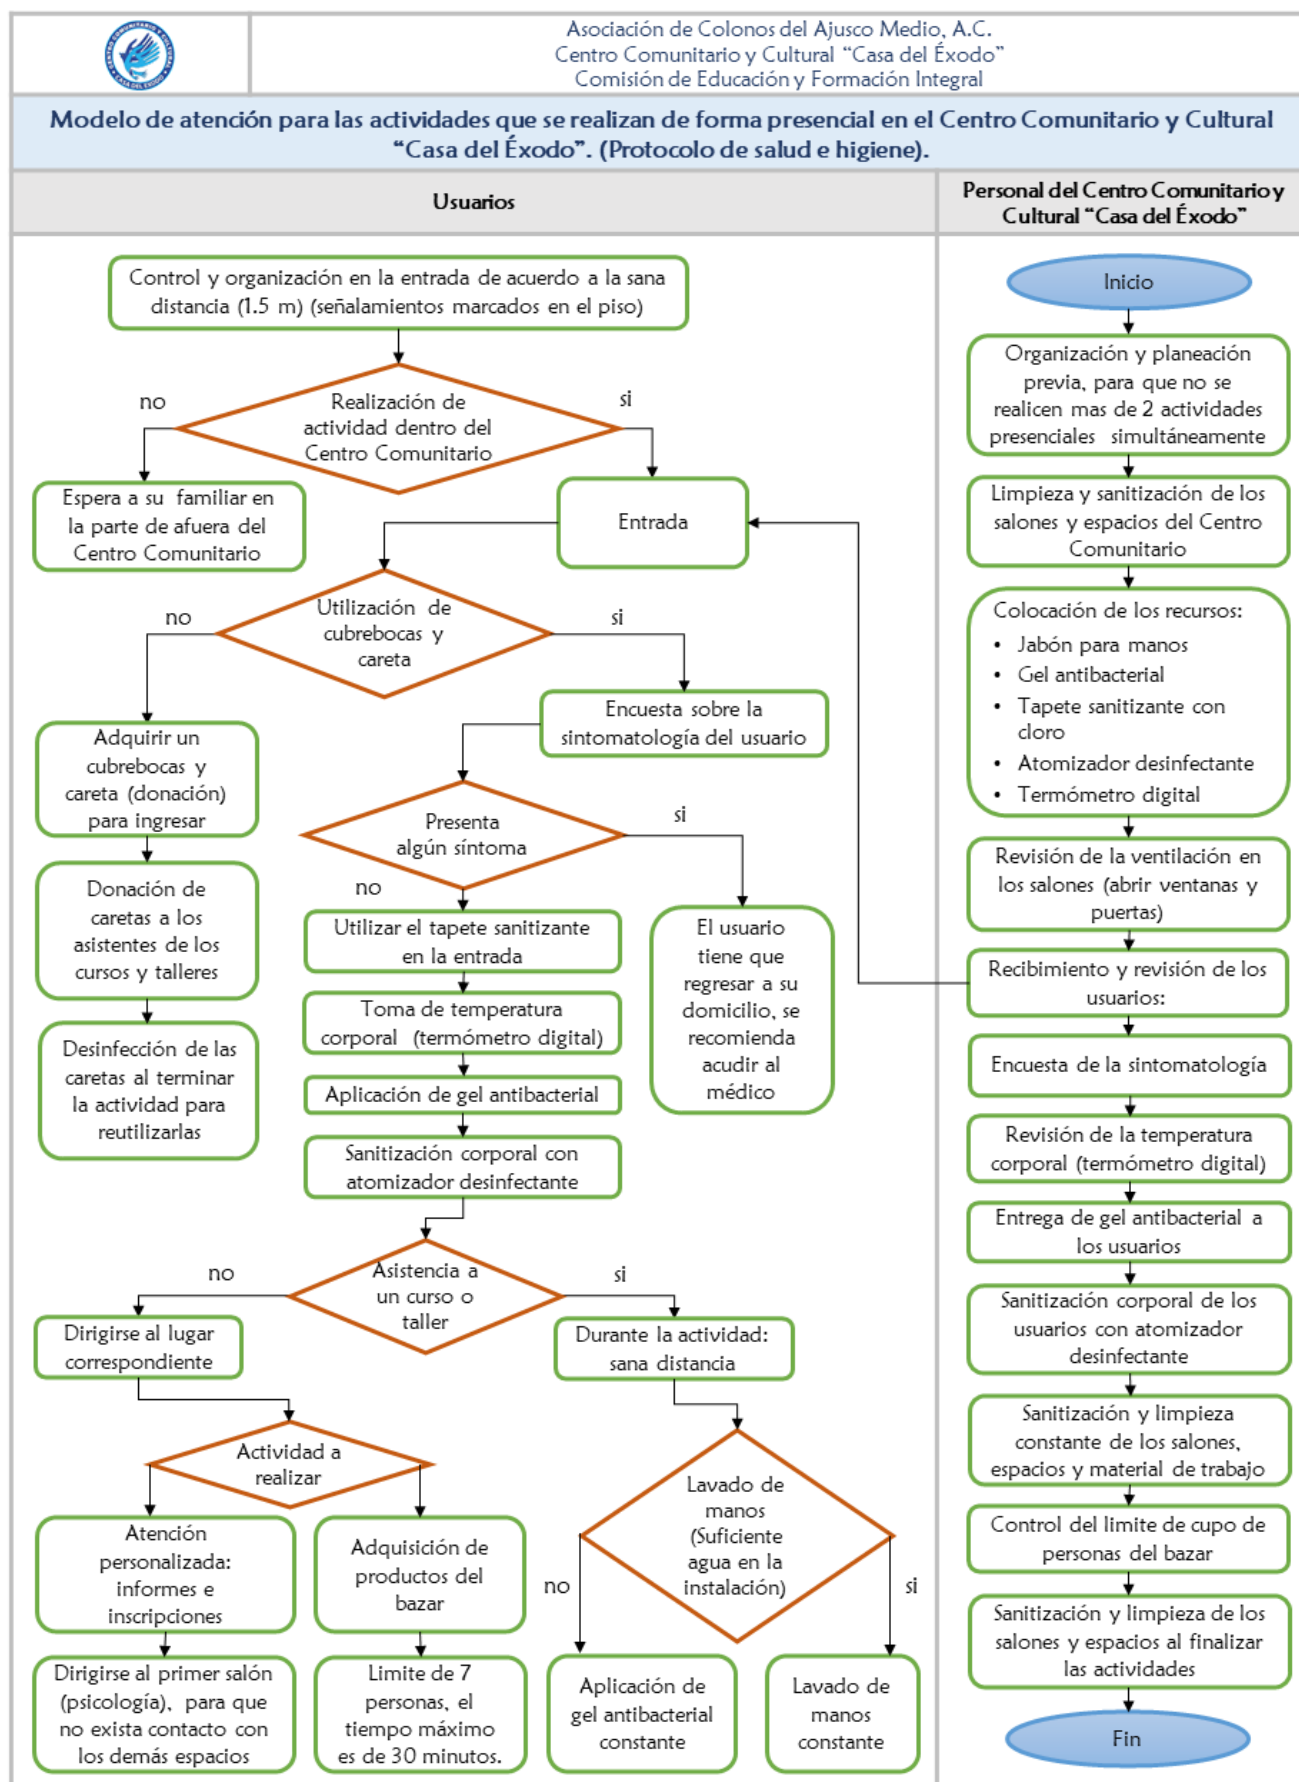 CENTRO COMUNITARIO Y CULTURAL
CASA DEL ÉXODO
Asociación de Colonos del Ajusco Medio, A.C.
Centro Comunitario y Cultural “Casa del Éxodo”
Comisión de Educación y Formación Integral
Modelo de atención para las actividades que se realizan de forma presencial en el Centro Comunitario y Cultural
“Casa del Éxodo”. (Protocolo de salud e higiene).
Usuarios
Control y organización en la entrada de acuerdo a la sana
distancia (1.5 m) (señalamientos marcados en el piso)
no
Realización de
actividad dentro del
Centro Comunitario
si
Espera a su familiar en
la parte de afuera del
Centro Comunitario
Entrada
no
Utilización de
cubrebocas y
careta
si
Adquirir un
cubrebocas y
careta (donación)
para ingresar
Encuesta sobre la
sintomatología del usuario
Donación de
caretas a los
asistentes de los
cursos y talleres
Desinfección de las
caretas al terminar
la actividad para
reutilizarlas
Presenta
algún síntoma
si
no
Utilizar el tapete sanitizante
en la entrada
El usuario
tiene que
regresar a su
domicilio, se
recomienda
acudir al
médico
Toma de temperatura
corporal (termómetro digital)
Aplicación de gel antibacterial
Sanitización corporal con
atomizador desinfectante
no
Asistencia a
un curso o
taller
si
Dirigirse al lugar
correspondiente
Durante la actividad:
sana distancia
Actividad a
realizar
Atención
personalizada:
informes e
inscripciones
Adquisición de
productos del
bazar
Dirigirse al primer salón
(psicología), para que
no exista contacto con
los demás espacios
Limite de 7
personas, el
tiempo máximo
es de 30 minutos.
Lavado de
manos
(Suficiente
agua en la
instalación)
no
si
Aplicación de
gel antibacterial
constante
Lavado de
manos
constante
Personal del Centro Comunitario y
Cultural “Casa del Éxodo”
Inicio
Organización y planeación
previa, para que no se
realicen mas de 2 actividades
presenciales simultáneamente
Limpieza y sanitización de los
salones y espacios del Centro
Comunitario
Colocación de los recursos:
• Jabón para manos
• Gel antibacterial
• Tapete sanitizante con
cloro
• Atomizador desinfectante
• Termómetro digital
Revisión de la ventilación en
los salones (abrir ventanas y
puertas)
Recibimiento y revisión de los
usuarios:
Encuesta de la sintomatología
Revisión de la temperatura
corporal (termómetro digital)
Entrega de gel antibacterial a
los usuarios
Sanitización corporal de los
usuarios con atomizador
desinfectante
Sanitización y limpieza
constante de los salones,
espacios y material de trabajo
Control del limite de cupo de
personas del bazar
Sanitización y limpieza de los
salones y espacios al finalizar
las actividades
Fin